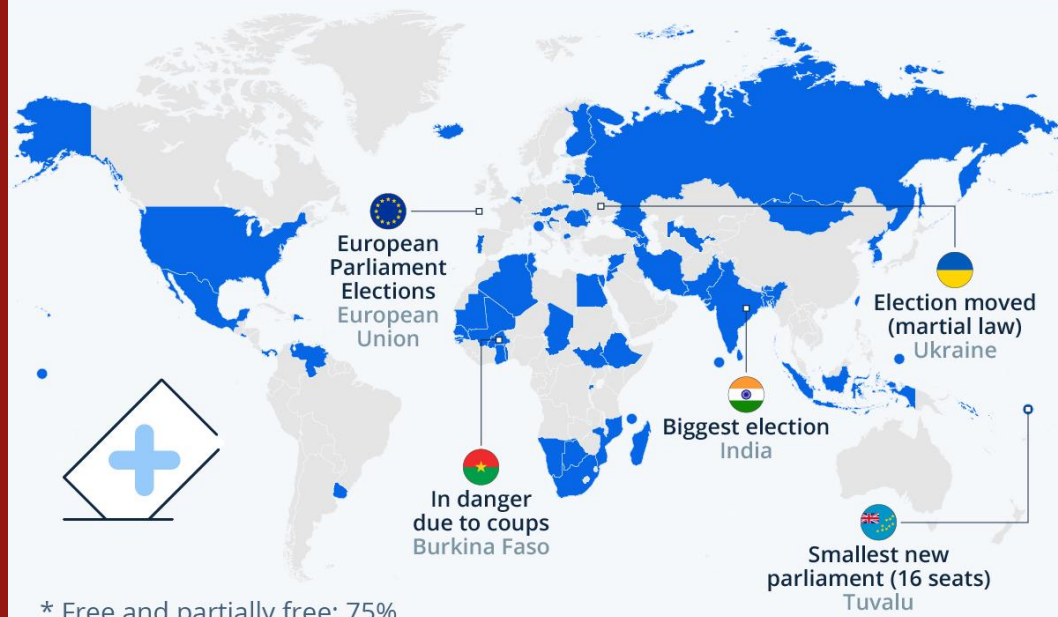 European
Parliament
Elections
European
Union
Election moved
(martial law)
Ukraine
Biggest election
India
In danger
due to coups
Burkina Faso
Smallest new
parliament (16 seats)
Tuvalu
* Free and partially free: 75%